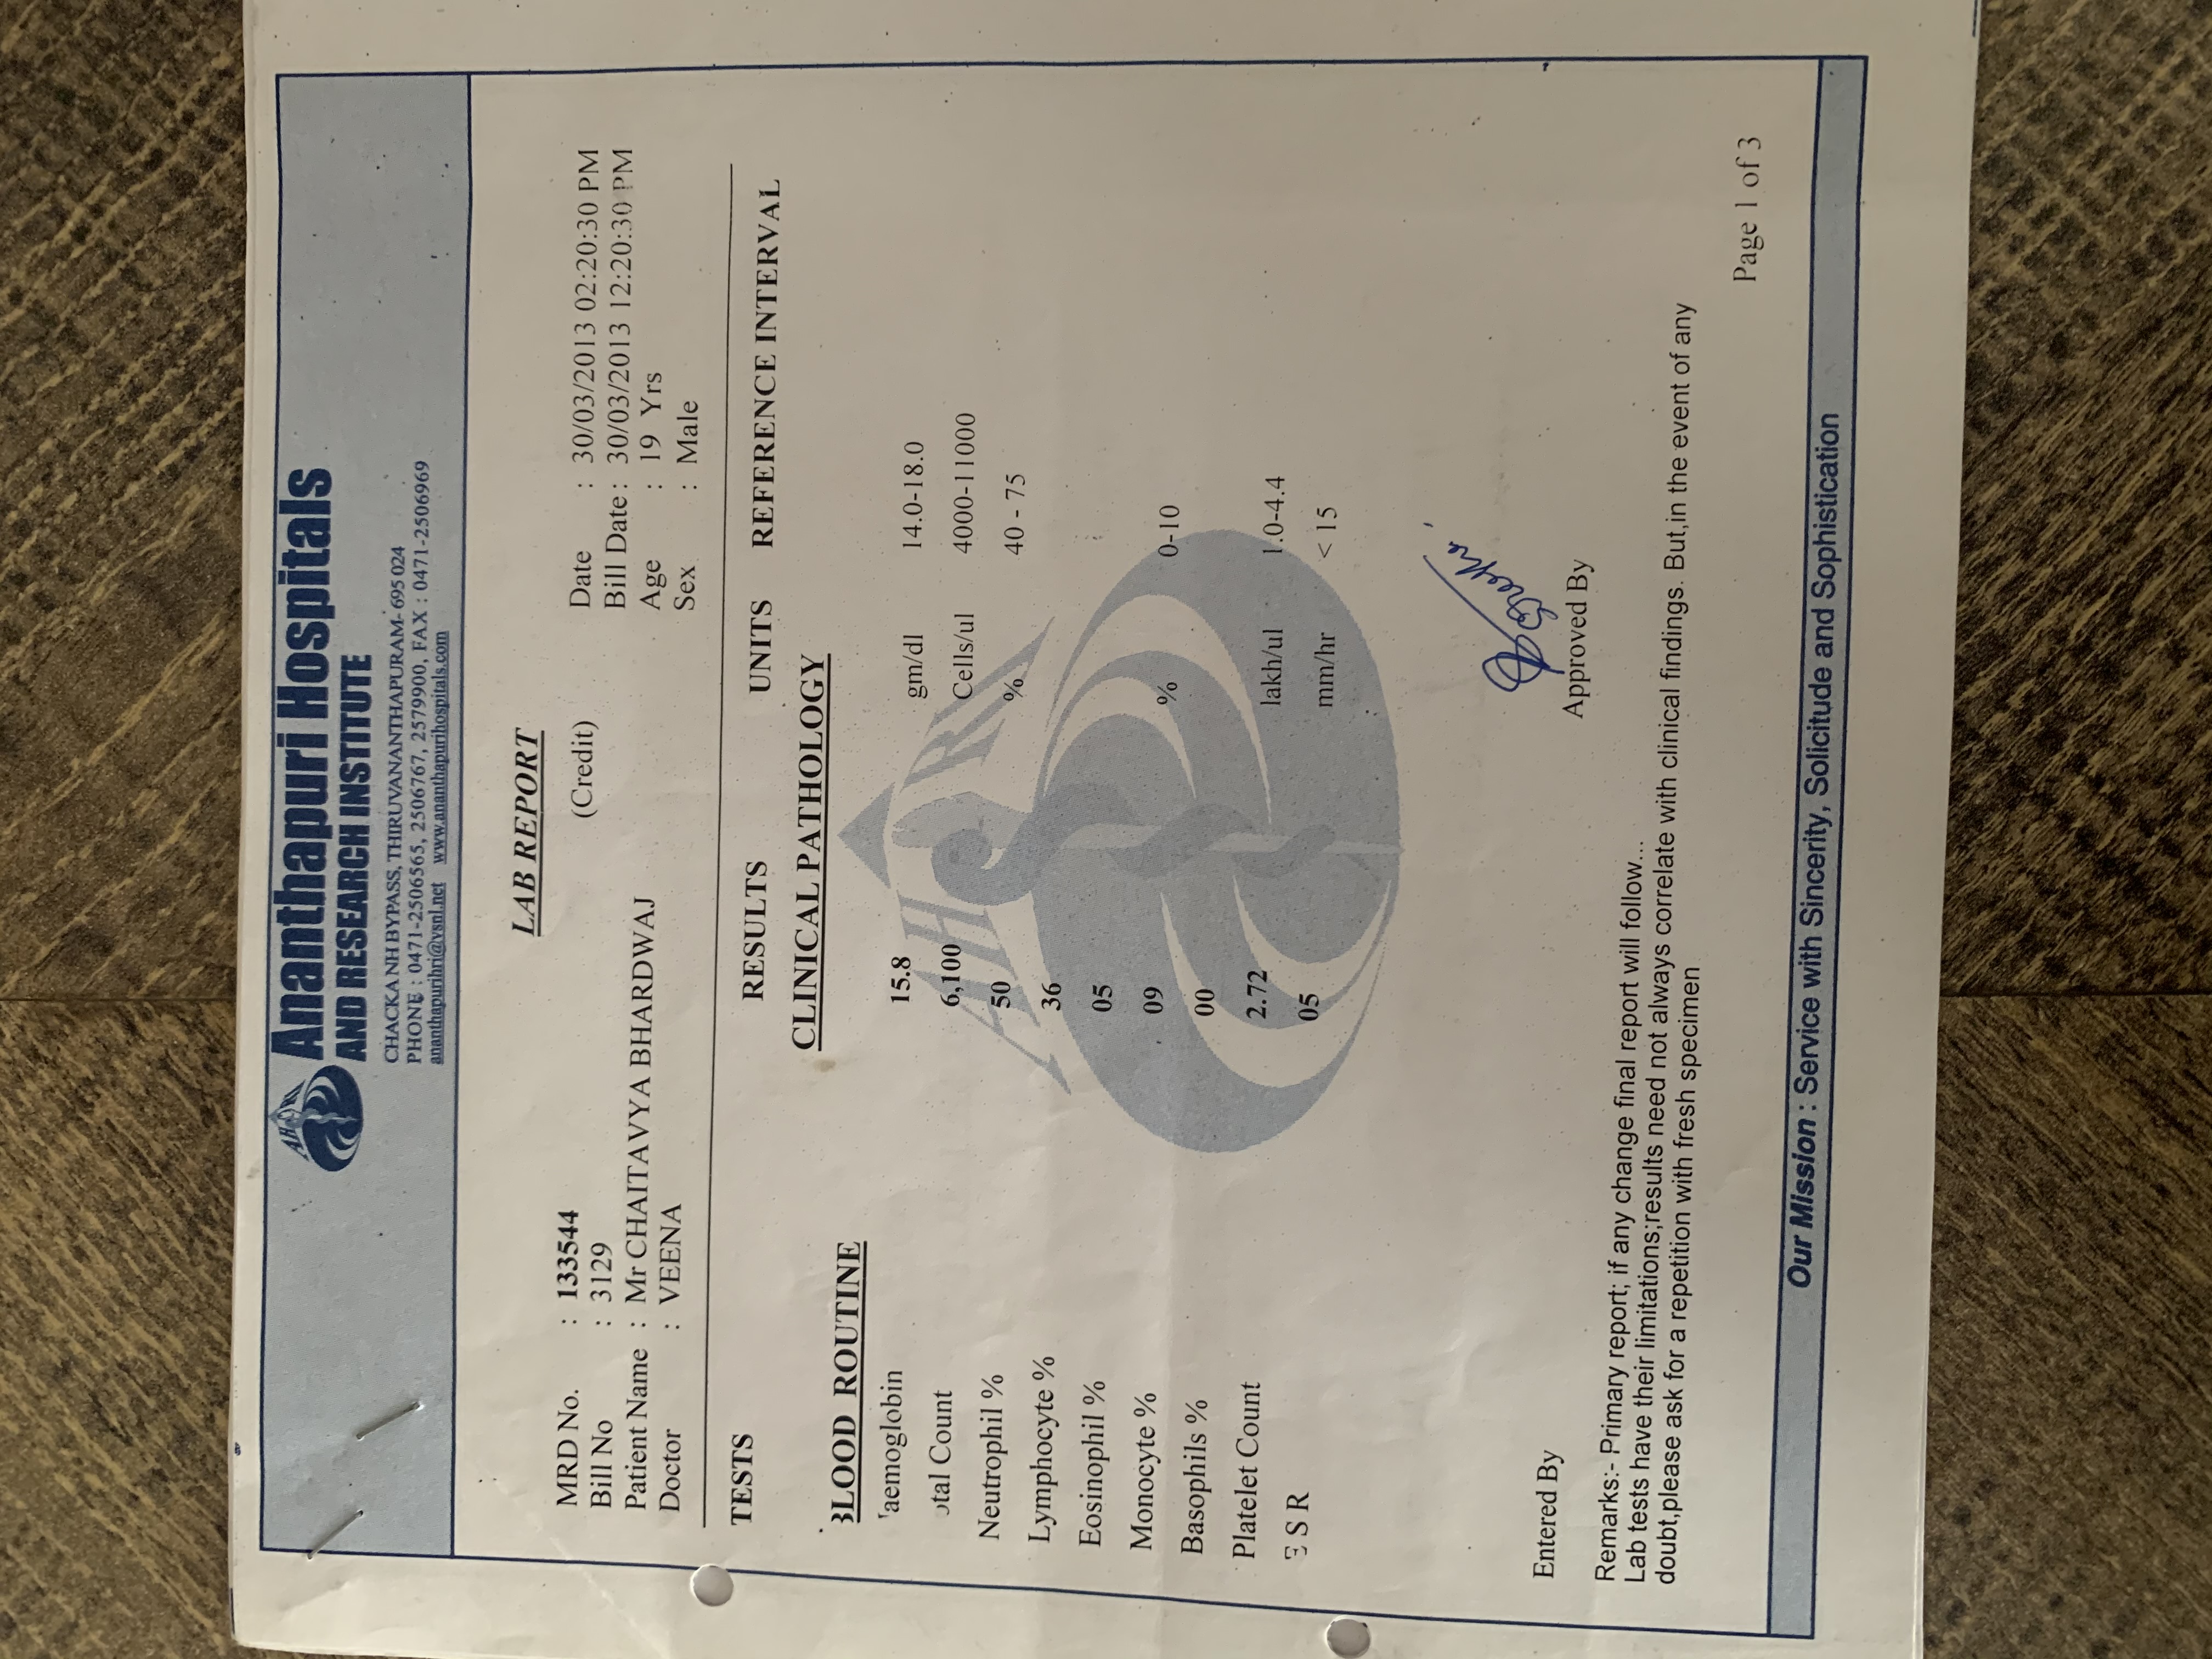 Ananthapuri Hospitals
AND RESEARCH INSTITUTE
CHACKA NH BYPASS, THIRUVANANTHAPURAM- 695 024
PHONE : 0471-2506565, 2506767, 2579900, FAX : 0471-2506969
ananthapurihri@vsnl.net www.ananthapurihospitals.com
LAB REPORT
MRD No. : 133544 Date : 30/03/2013 02:20:30 PM
Bill No : 3129 (Credit) Bill Date : 30/03/2013 12:20:30 PM
Patient Name : Mr CHAITAVYA BHARDWAJ Age : 19 Yrs
Doctor : VEENA Sex : Male
TESTS RESULTS UNITS REFERENCE INTERVAL
CLINICAL PATHOLOGY
BLOOD ROUTINE
aemoglobin 15.8 gm/dl 14.0-18.0
otal Count 6,100 Cells/ul 4000-11000
Neutrophil % 50 % 40 - 75
Lymphocyte % 36
Eosinophil % 05
Monocyte % 09 % 0-10
Basophils % 00
Platelet Count 2.72 lakh/ul 1.0-4.4
E S R 05 mm/hr < 15
Entered By Approved By
Remarks:- Primary report; if any change final report will follow...
Lab tests have their limitations;results need not always correlate with clinical findings. But,in the event of any
doubt,please ask for a repetition with fresh specimen
Page 1 of 3
Our Mission : Service with Sincerity, Solicitude and Sophistication